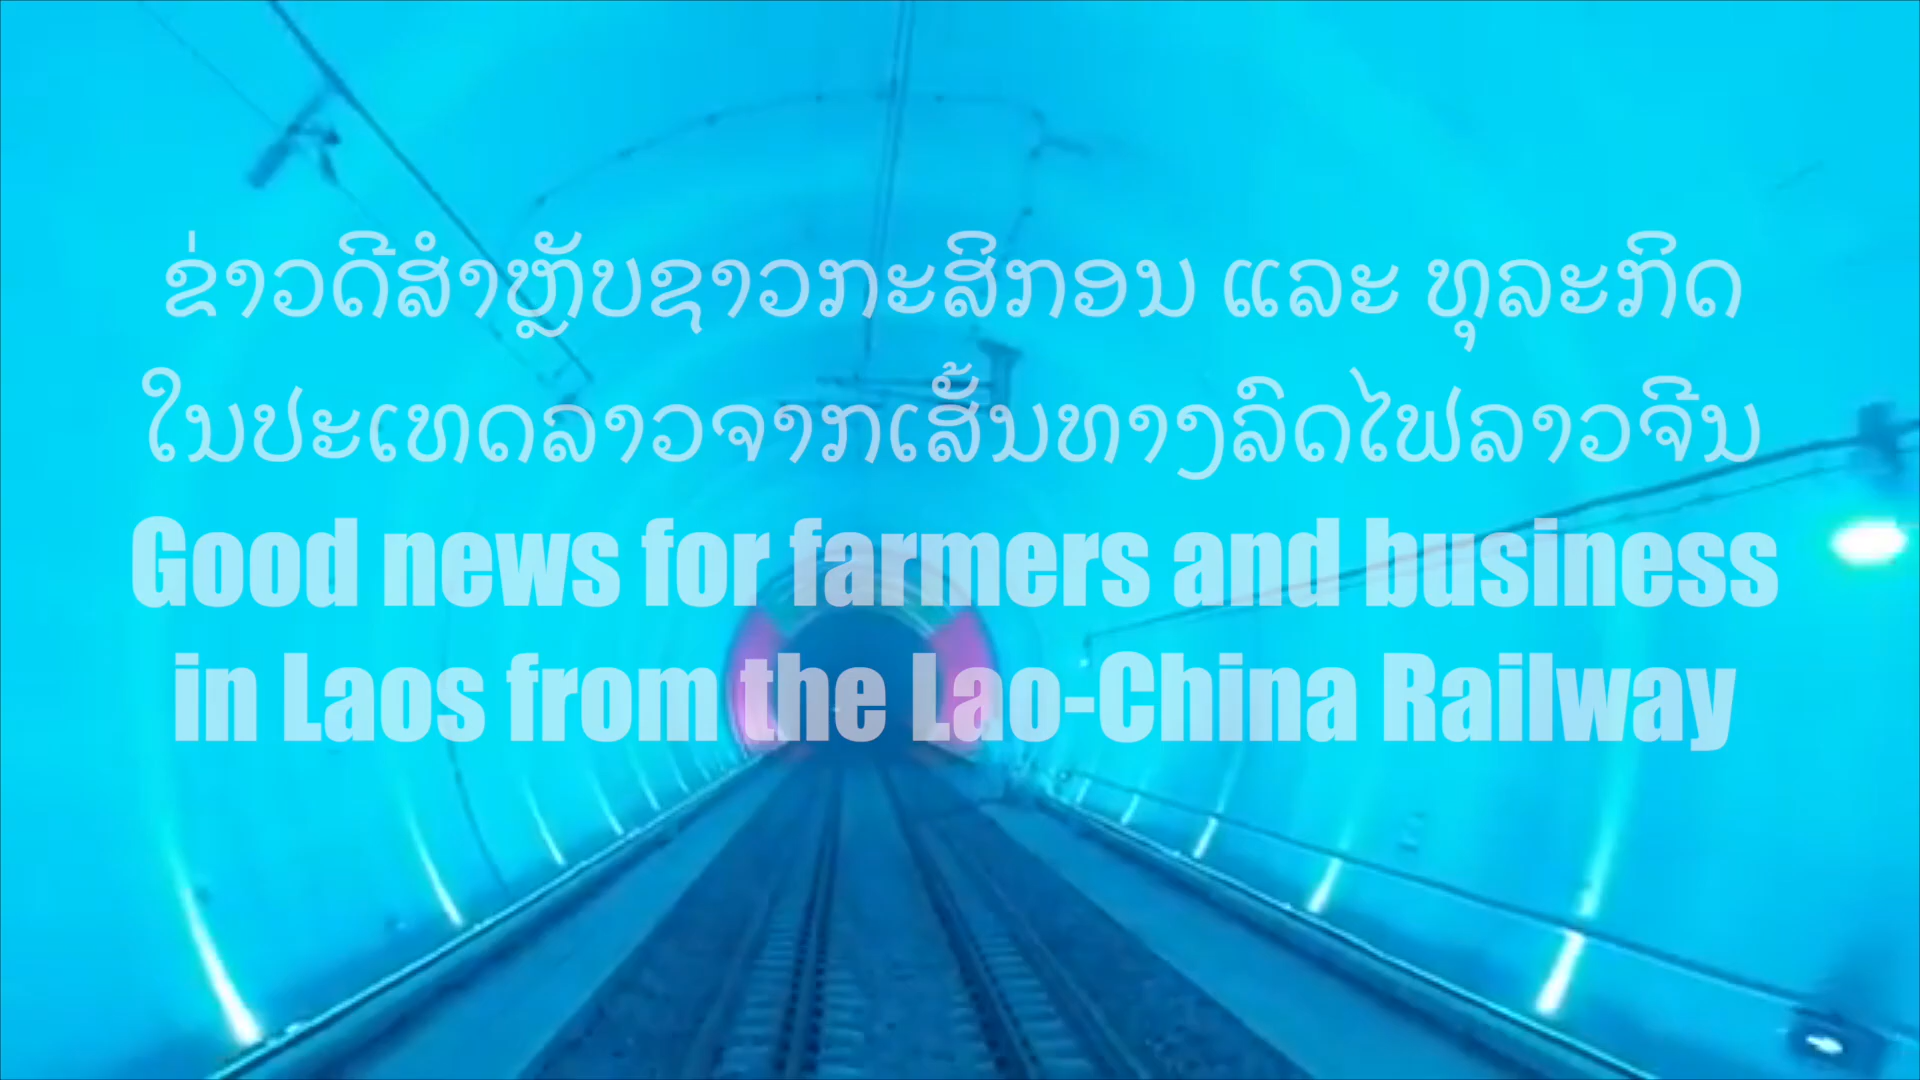 ຂ່າວດີສຳຫຼັບຊາວກະສິກອນ ແລະ ທຸລະກິດ
ໃນປະເທດລາວຈາກເສັ້ນທາງລົດໄຟລາວຈີນ
Good news for farmers and business
in Laos from the Lao-China Railway